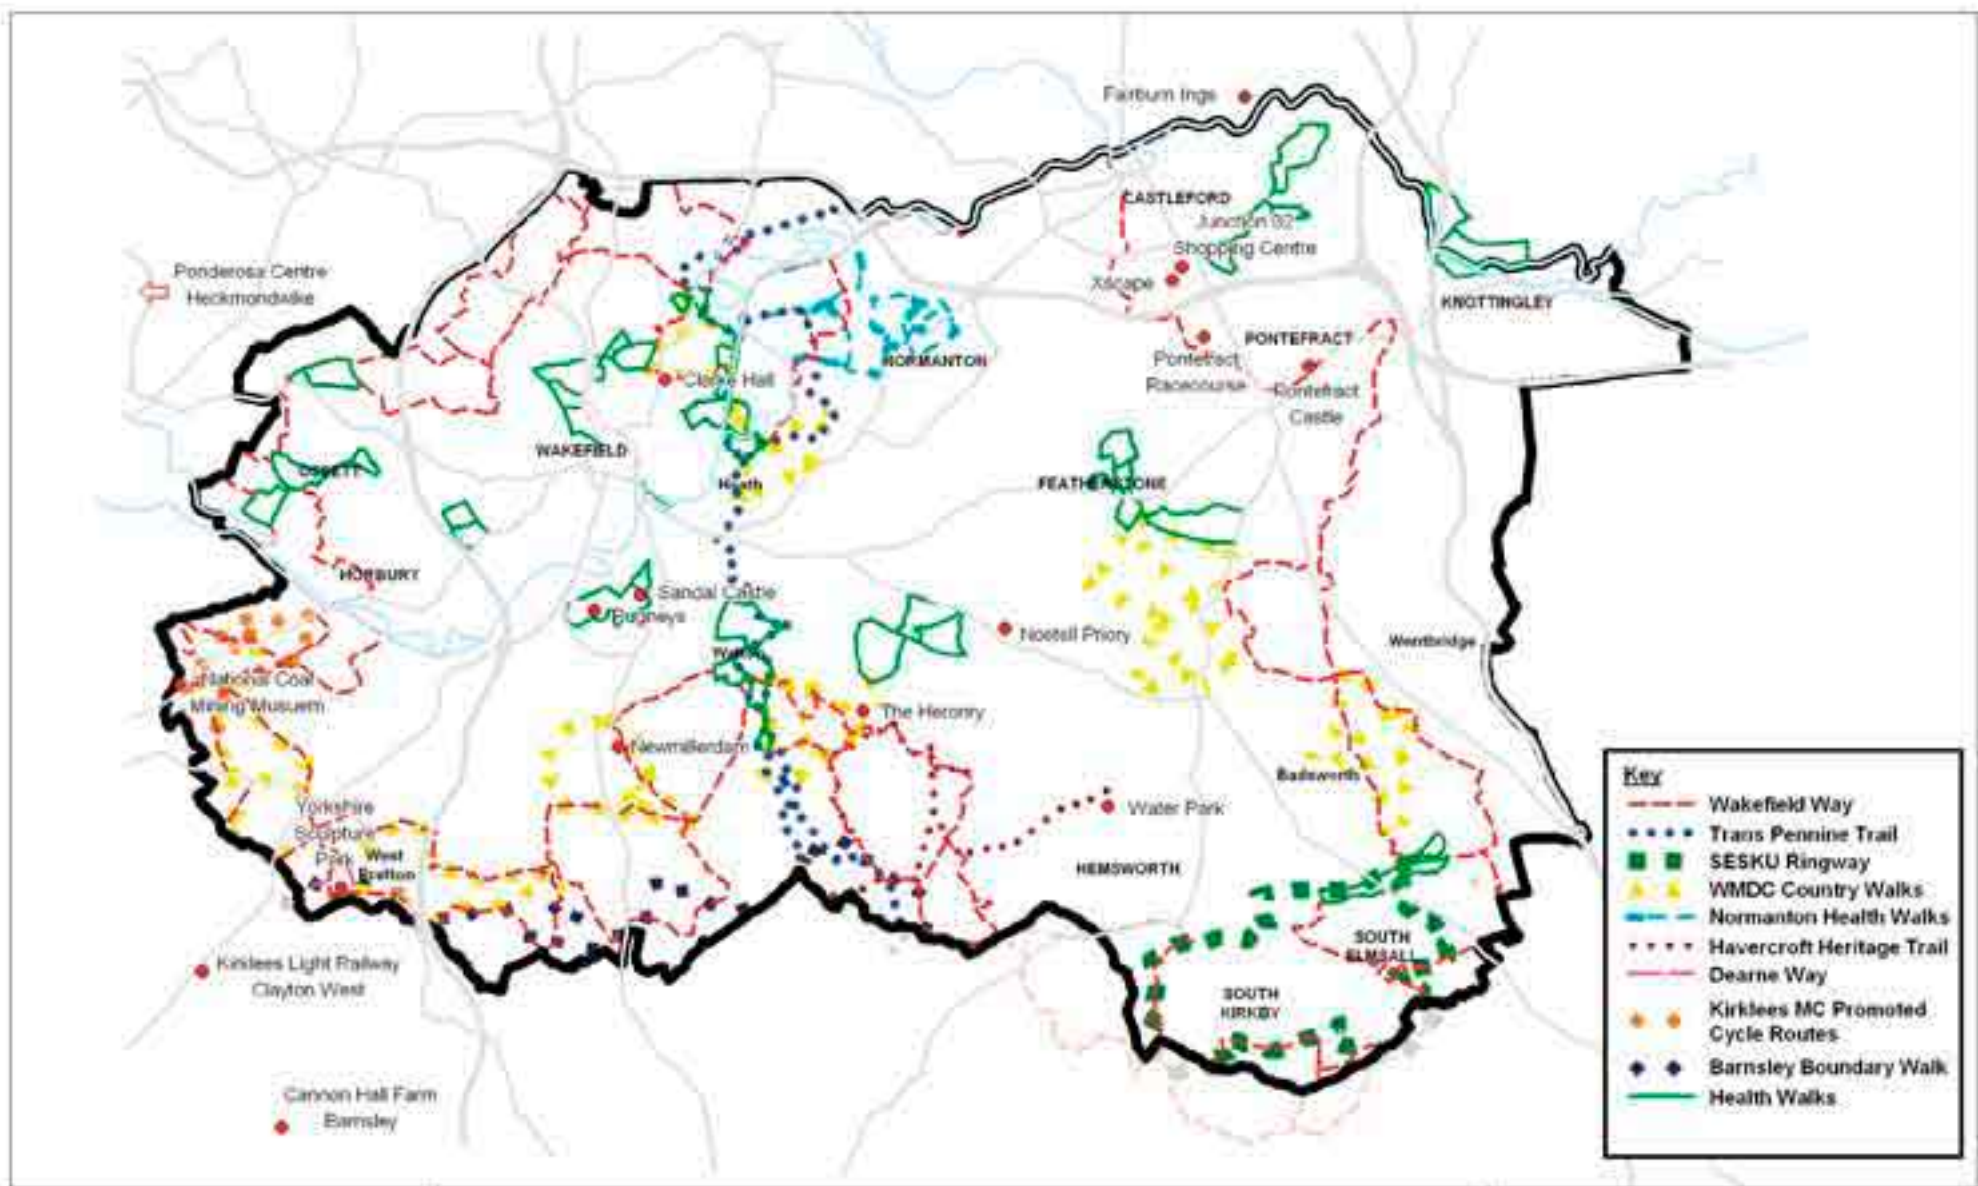 Fairburn Ings
CASTLEFORD
Junction 32
Shopping Centre
Xscape
Ponderosa Centre
Heckmondwike
KNOTTINGLEY
PONTEFRACT
Pontefract
Racecourse
Pontefract
Castle
NORMANTON
Clarke Hall
WAKEFIELD
OSSETT
Heath
FEATHERSTONE
HORBURY
Sandal Castle
Pugneys
Nostell Priory
Wentbridge
Walton
National Coal
Mining Musuem
The Heronry
Newmillerdam
Badsworth
Yorkshire
Sculpture
Park
West
Bretton
Water Park
HEMSWORTH
SOUTH
ELMSALL
SOUTH
KIRKBY
Kirklees Light Railway
Clayton West
Cannon Hall Farm
Barnsley
Key
Wakefield Way
Trans Pennine Trail
SESKU Ringway
WMDC Country Walks
Normanton Health Walks
Havercroft Heritage Trail
Dearne Way
Kirklees MC Promoted
Cycle Routes
Barnsley Boundary Walk
Health Walks